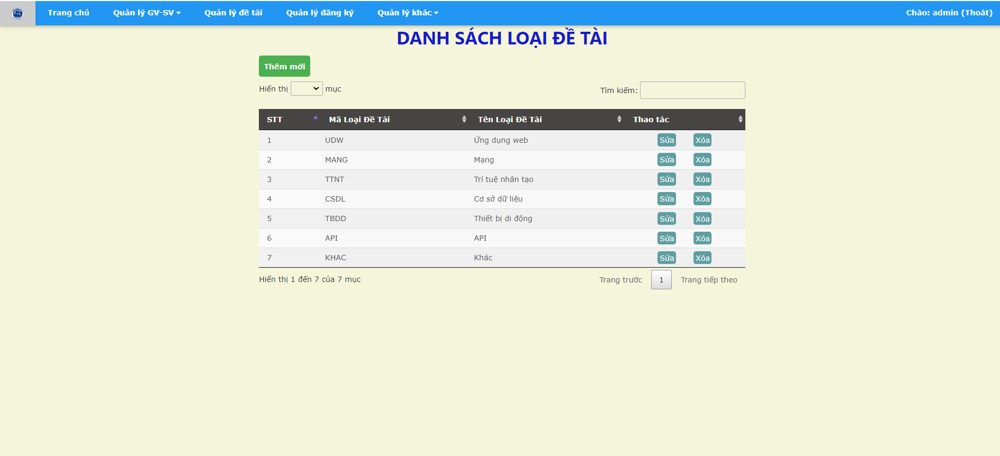 Trang chủ Quản lý GV-SV Quản lý đề tài Quản lý đăng ký Quản lý khác Chào: admin (Thoát)
DANH SÁCH LOẠI ĐỀ TÀI
Thêm mới
Hiển thị mục Tìm kiếm:
STT Mã Loại Đề Tài Tên Loại Đề Tài Thao tác
1 UDW Ứng dụng web Sửa Xóa
2 MANG Mạng Sửa Xóa
3 TTNT Trí tuệ nhân tạo Sửa Xóa
4 CSDL Cơ sở dữ liệu Sửa Xóa
5 TBDD Thiết bị di động Sửa Xóa
6 API API Sửa Xóa
7 KHAC Khác Sửa Xóa
Hiển thị 1 đến 7 của 7 mục Trang trước 1 Trang tiếp theo